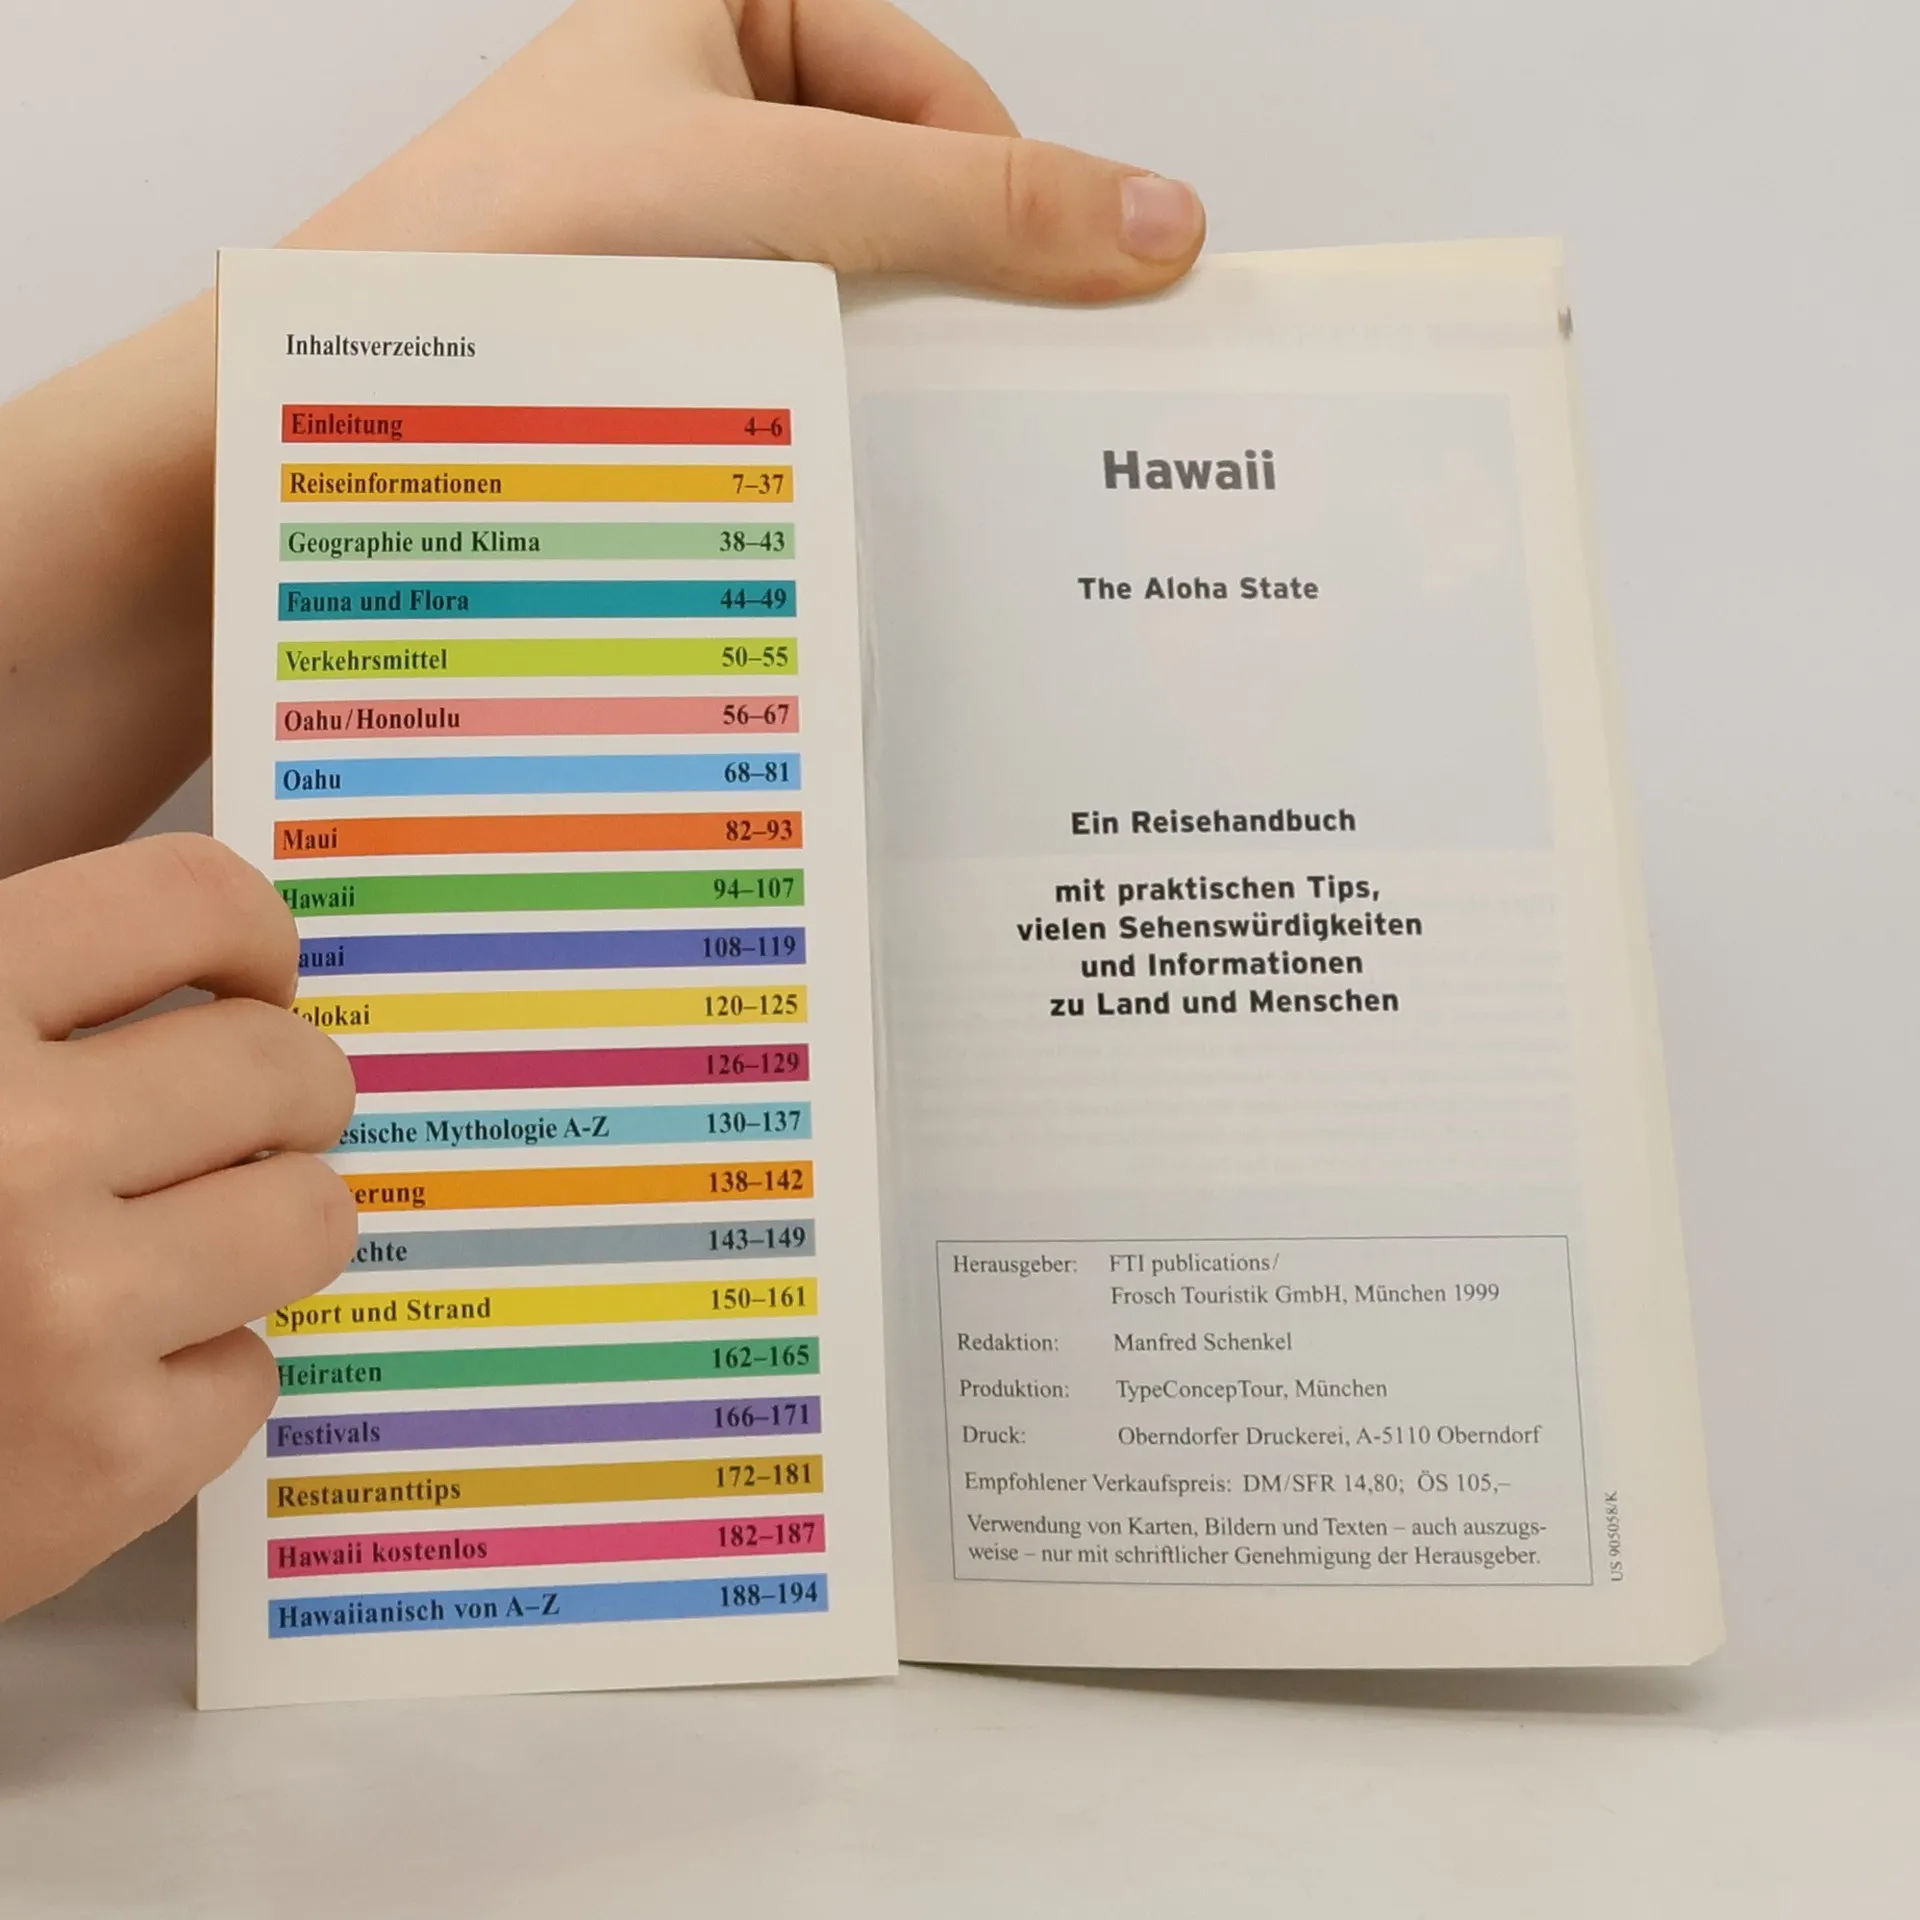 Inhaltsverzeichnis
Einleitung 4–6
Reiseinformationen 7–37
Geographie und Klima 38–43
Fauna und Flora 44–49
Verkehrsmittel 50–55
Oahu/Honolulu 56–67
Oahu 68–81
Maui 82–93
Hawaii 94–107
auai 108–119
olokai 120–125
126–129
esische Mythologie A-Z 130–137
erung 138–142
chte 143–149
Sport und Strand 150–161
Heiraten 162–165
Festivals 166–171
Restauranttips 172–181
Hawaii kostenlos 182–187
Hawaiianisch von A–Z 188–194
Hawaii
The Aloha State
Ein Reisehandbuch
mit praktischen Tips,
vielen Sehenswürdigkeiten
und Informationen
zu Land und Menschen
Herausgeber: FTI publications/
Frosch Touristik GmbH, München 1999
Redaktion: Manfred Schenkel
Produktion: TypeConcepTour, München
Druck: Oberndorfer Druckerei, A-5110 Oberndorf
Empfohlener Verkaufspreis: DM/SFR 14,80; ÖS 105,–
Verwendung von Karten, Bildern und Texten – auch auszugs-
weise – nur mit schriftlicher Genehmigung der Herausgeber.
US 905058/K